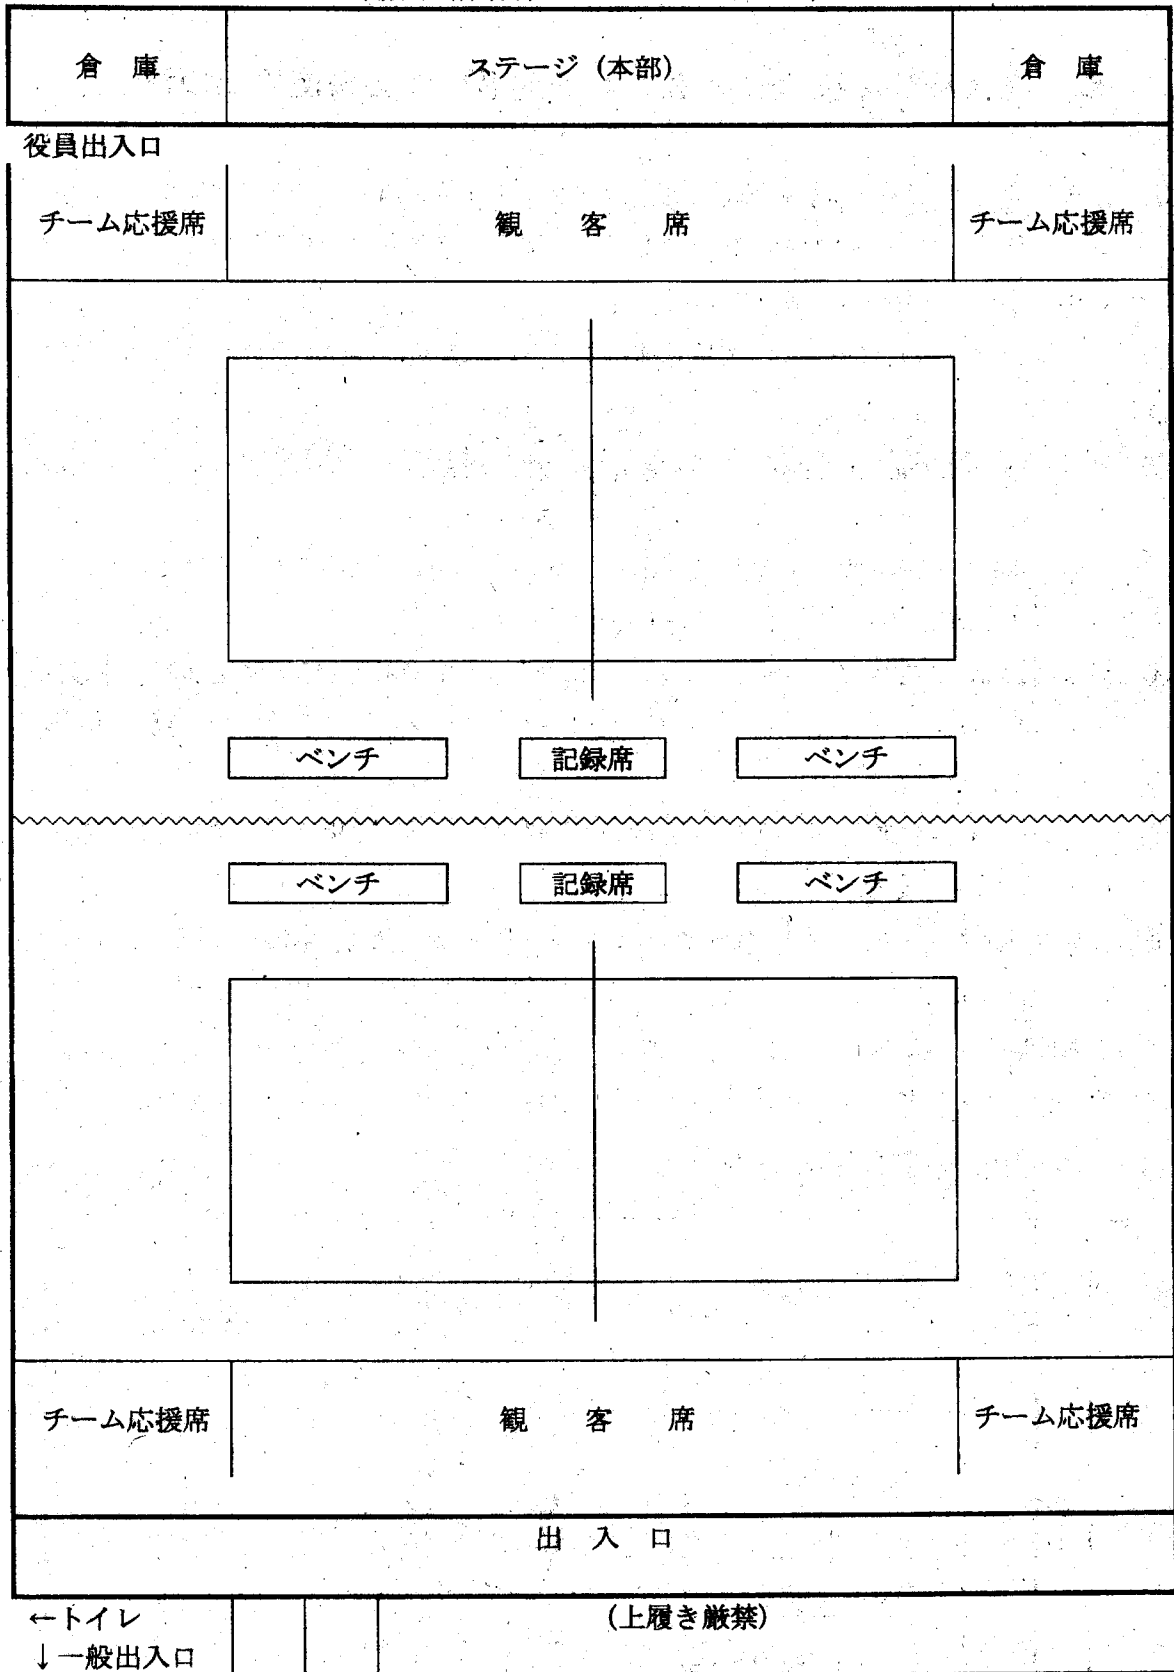 倉 庫 ステージ (本部) 倉 庫
役員出入口
チーム応援席 観 客 席 チーム応援席
ベンチ 記録席 ベンチ
ベンチ 記録席 ベンチ
チーム応援席 観 客 席 チーム応援席
出 入 口
←トイレ (上履き厳禁)
↓一般出入口